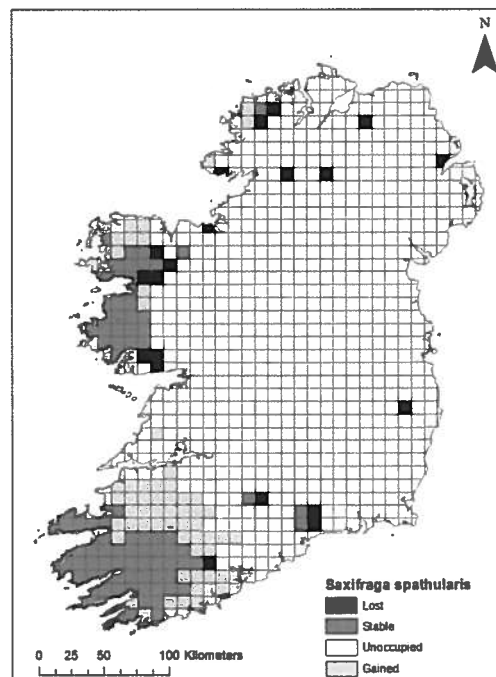 N
Saxifraga spathularis
Lost
Stable
Unoccupied
Gained
0 25 50 100 Kilometers